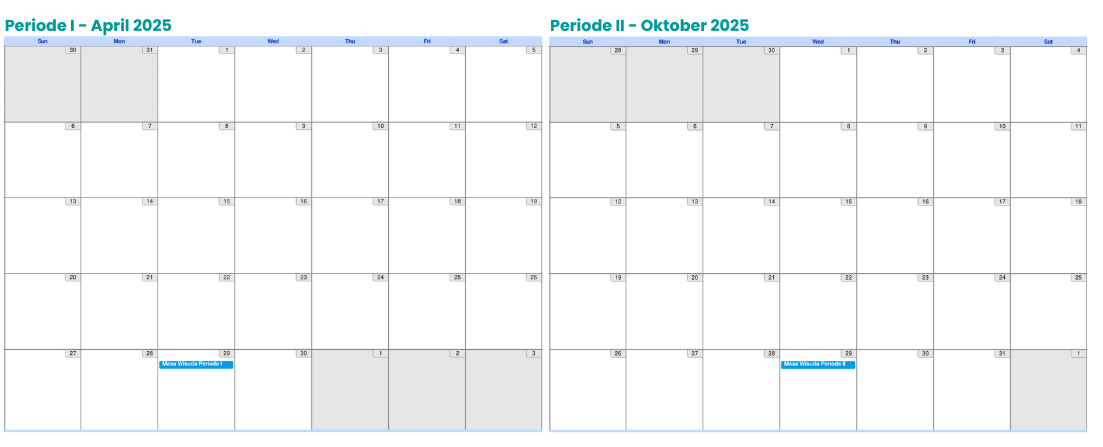 Periode I - April 2025
Sun Mon Tue Wed Thu Fri Sat
30 31 1 2 3 4 5
6 7 8 9 10 11 12
13 14 15 16 17 18 19
20 21 22 23 24 25 26
27 28 29 30 1 2 3
Masa Wisuda Periode I
Periode II - Oktober 2025
Sun Mon Tue Wed Thu Fri Sat
28 29 30 1 2 3 4
5 6 7 8 9 10 11
12 13 14 15 16 17 18
19 20 21 22 23 24 25
26 27 28 29 30 31 1
Masa Wisuda Periode II